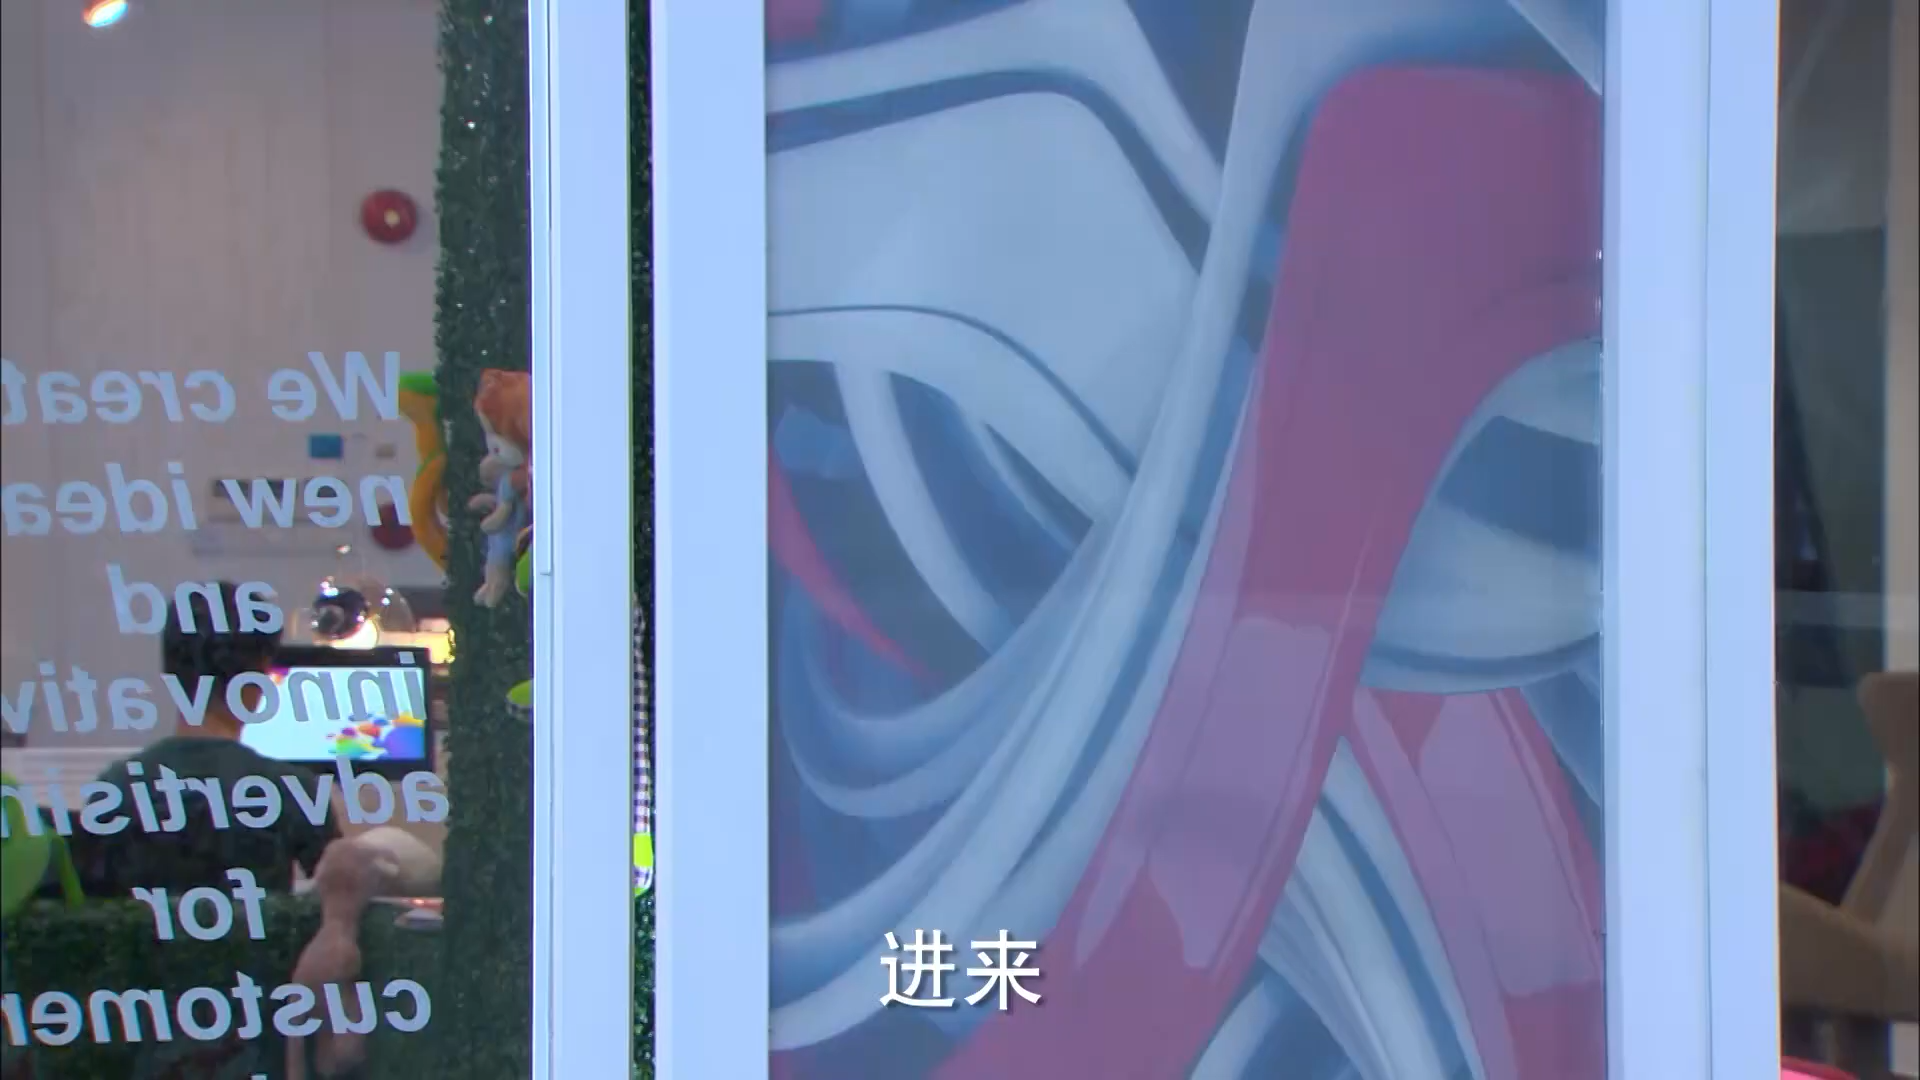 We creat
new idea
and
innovativ
advertisin
for
customer
进来